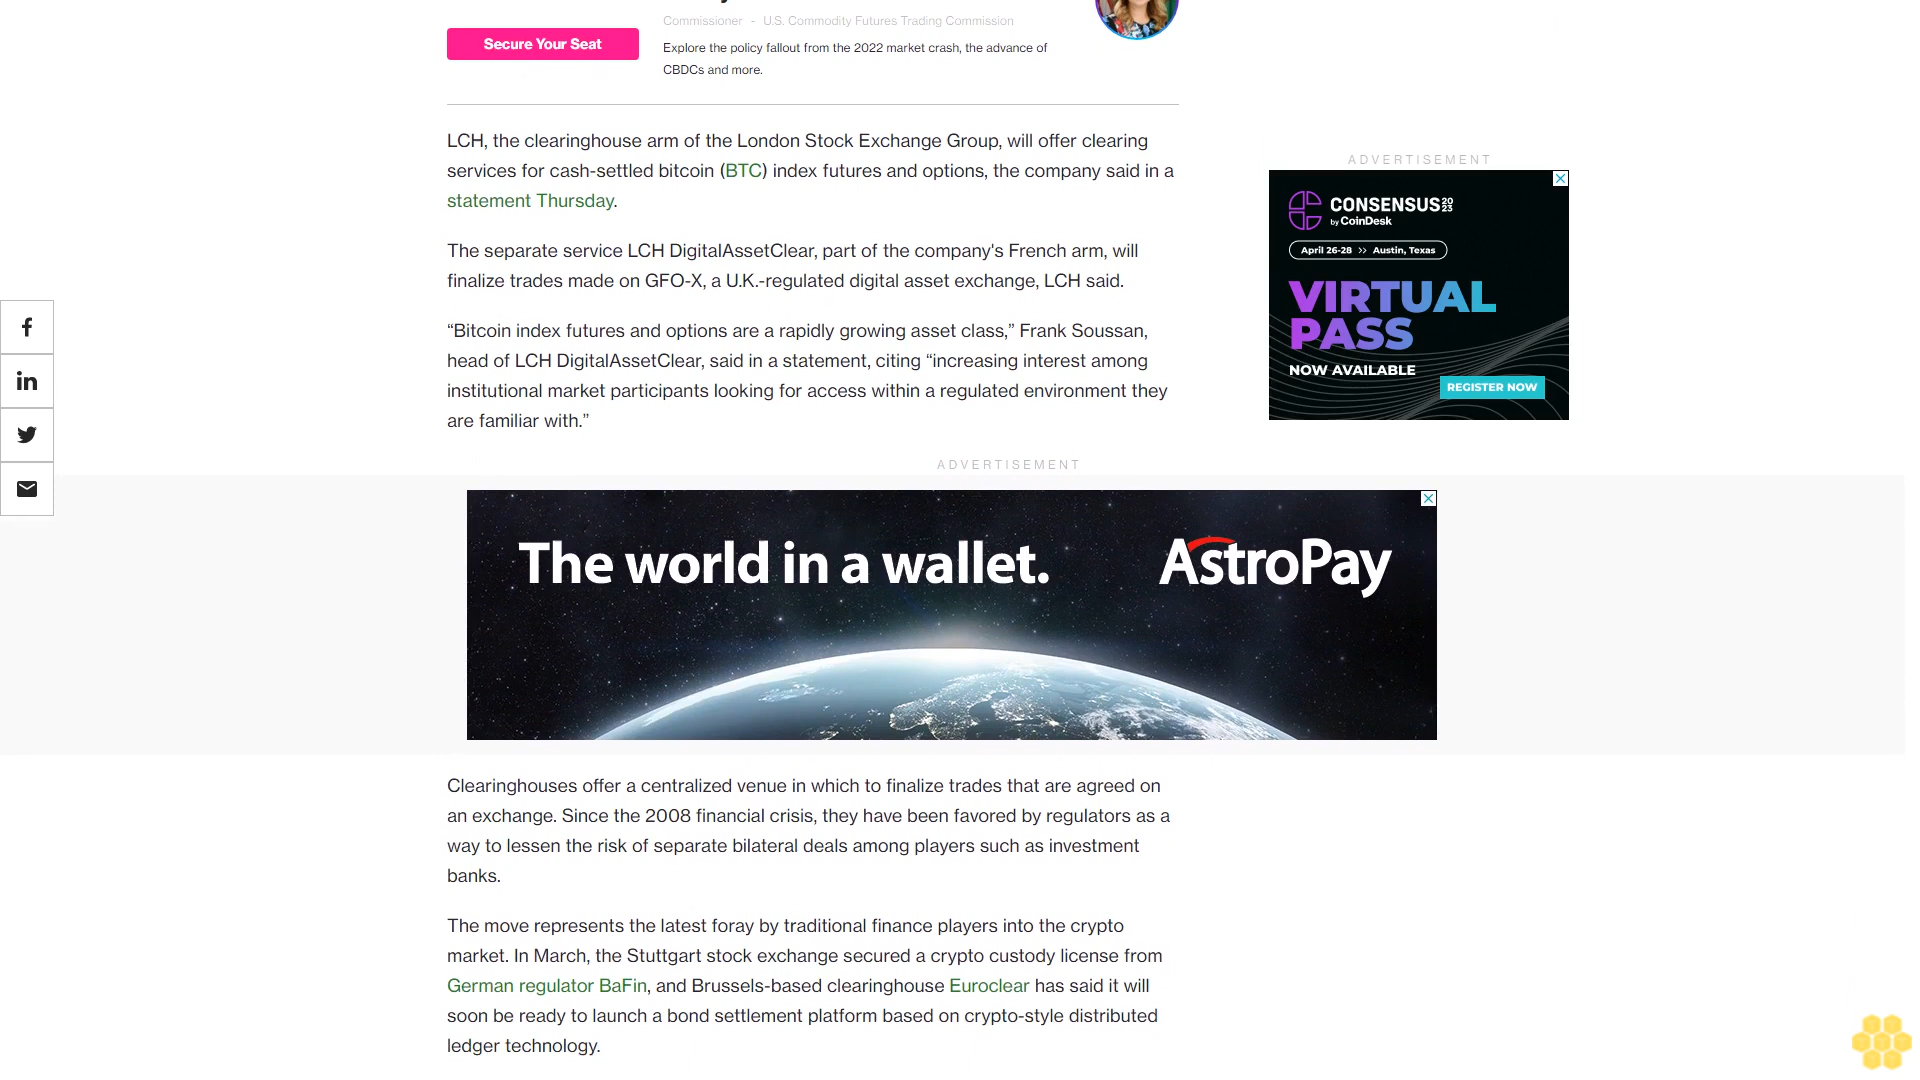 Commissioner - U.S. Commodity Futures Trading Commission
Secure Your Seat
Explore the policy fallout from the 2022 market crash, the advance of
CBDCs and more.
LCH, the clearinghouse arm of the London Stock Exchange Group, will offer clearing
services for cash-settled bitcoin (BTC) index futures and options, the company said in a
statement Thursday.
The separate service LCH DigitalAssetClear, part of the company's French arm, will
finalize trades made on GFO-X, a U.K.-regulated digital asset exchange, LCH said.
“Bitcoin index futures and options are a rapidly growing asset class,” Frank Soussan,
head of LCH DigitalAssetClear, said in a statement, citing “increasing interest among
institutional market participants looking for access within a regulated environment they
are familiar with.”
ADVERTISEMENT
CONSENSUS 2023
by CoinDesk
April 26-28 >> Austin, Texas
VIRTUAL
PASS
NOW AVAILABLE
REGISTER NOW
ADVERTISEMENT
The world in a wallet.
AstroPay
Clearinghouses offer a centralized venue in which to finalize trades that are agreed on
an exchange. Since the 2008 financial crisis, they have been favored by regulators as a
way to lessen the risk of separate bilateral deals among players such as investment
banks.
The move represents the latest foray by traditional finance players into the crypto
market. In March, the Stuttgart stock exchange secured a crypto custody license from
German regulator BaFin, and Brussels-based clearinghouse Euroclear has said it will
soon be ready to launch a bond settlement platform based on crypto-style distributed
ledger technology.